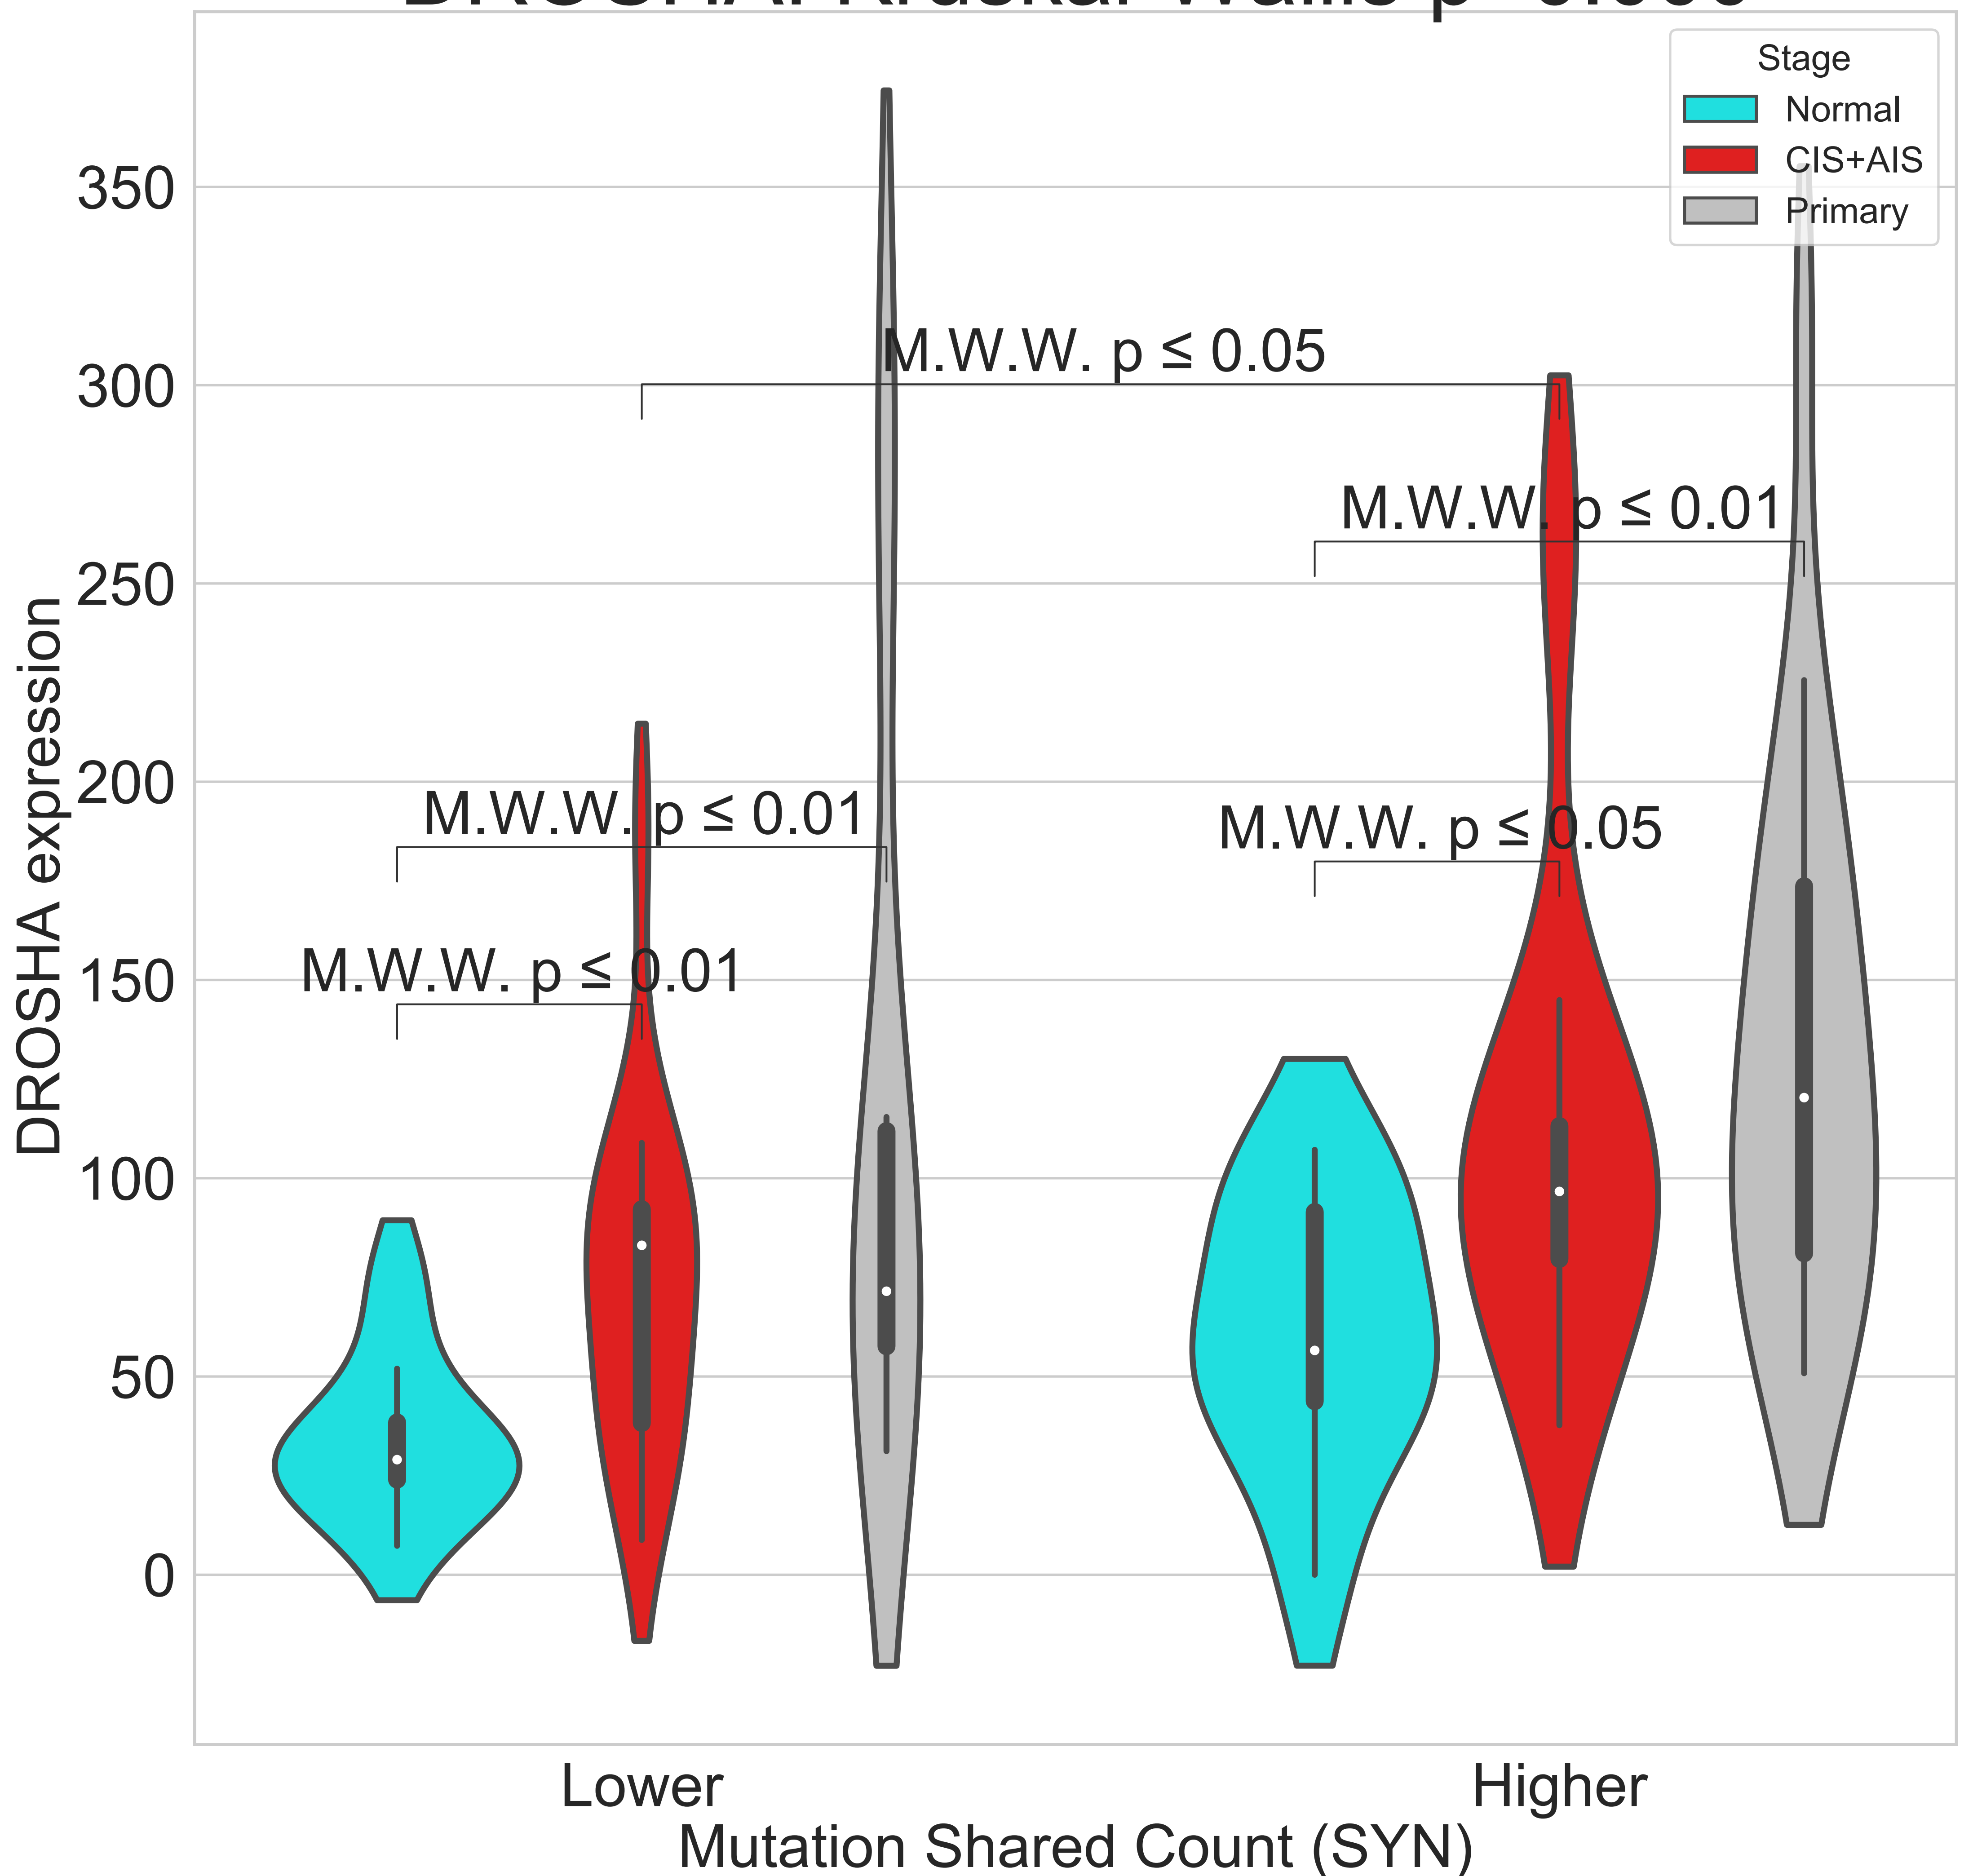 Stage
Normal
CIS+AIS
Primary
350
300
250
200
150
100
50
0
DROSHA expression
M.W.W. p ≤ 0.05
M.W.W. p ≤ 0.01
M.W.W. p ≤ 0.01
M.W.W. p ≤ 0.05
M.W.W. p ≤ 0.01
Lower
Higher
Mutation Shared Count (SYN)